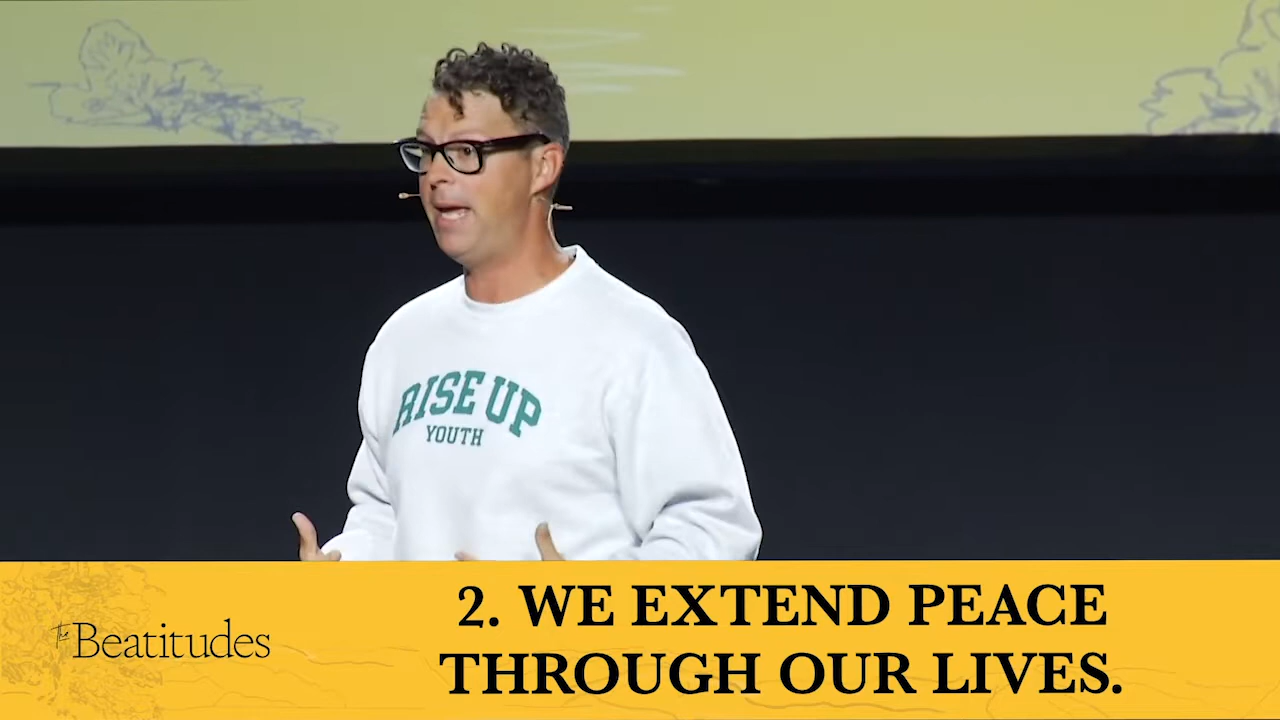 RISE UP
YOUTH
The Beatitudes
2. WE EXTEND PEACE
THROUGH OUR LIVES.